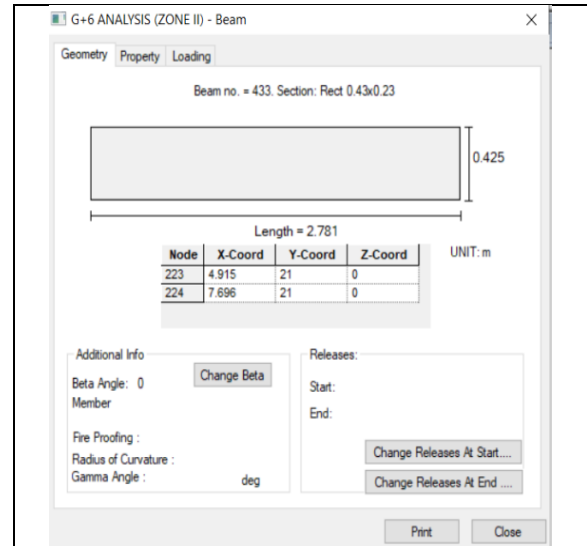 G+6 ANALYSIS (ZONE II) - Beam
Geometry Property Loading
Beam no. = 433. Section: Rect 0.43x0.23
0.425
Length = 2.781
UNIT: m
Node X-Coord Y-Coord Z-Coord
223 4.915 21 0
224 7.696 21 0
Additional Info
Beta Angle: 0 Change Beta
Member
Fire Proofing :
Radius of Curvature :
Gamma Angle : deg
Releases:
Start:
End:
Change Releases At Start....
Change Releases At End ....
Print Close